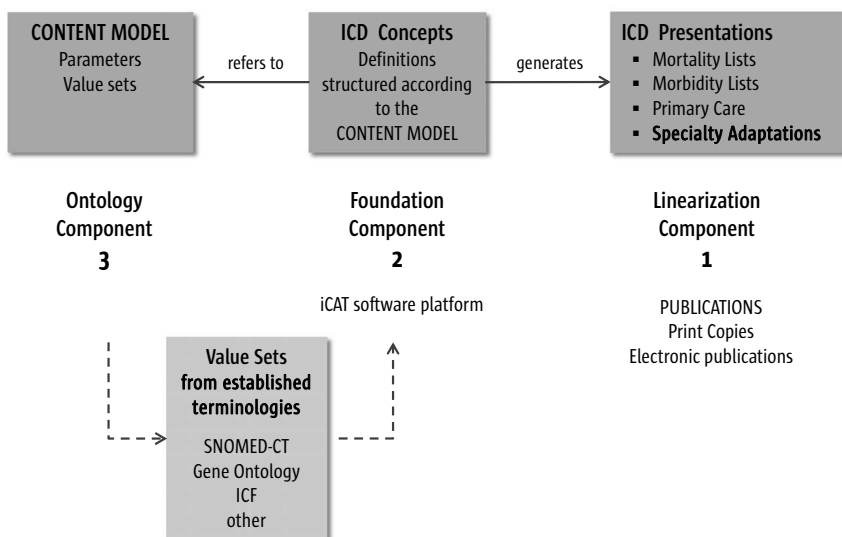 CONTENT MODEL
Parameters
Value sets
refers to
ICD Concepts
Definitions
structured according
to the
CONTENT MODEL
generates
ICD Presentations
▪ Mortality Lists
▪ Morbidity Lists
▪ Primary Care
▪ Specialty Adaptations
Ontology
Component
3
Foundation
Component
2
iCAT software platform
Linearization
Component
1
PUBLICATIONS
Print Copies
Electronic publications
Value Sets
from established
terminologies
SNOMED-CT
Gene Ontology
ICF
other